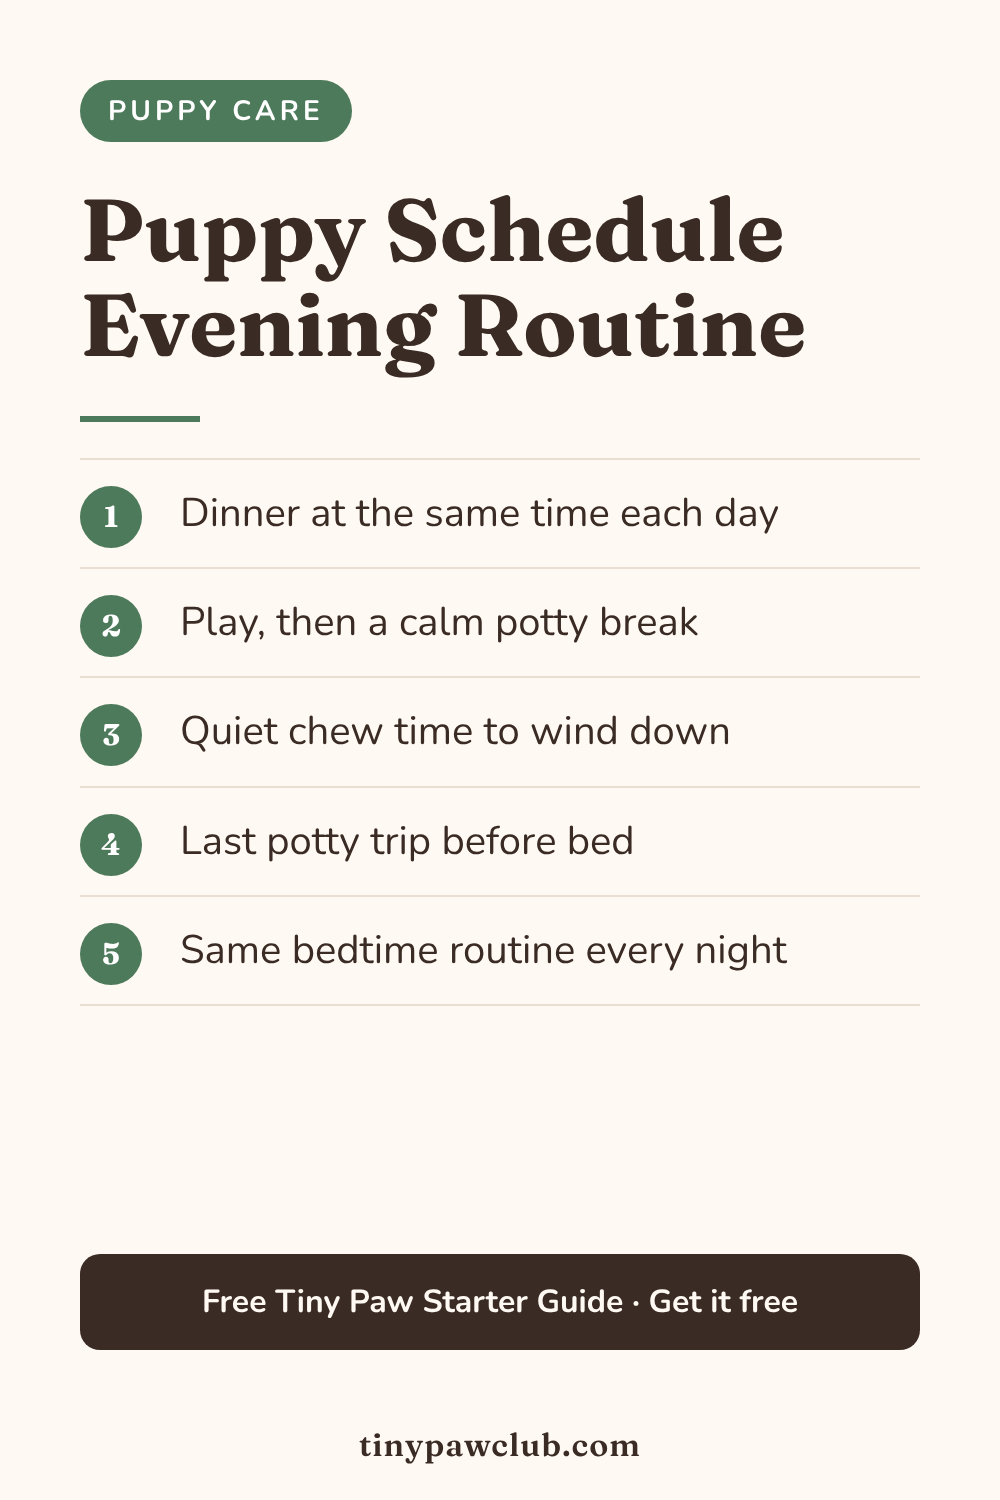 PUPPY CARE
Puppy Schedule
Evening Routine
1 Dinner at the same time each day
2 Play, then a calm potty break
3 Quiet chew time to wind down
4 Last potty trip before bed
5 Same bedtime routine every night
Free Tiny Paw Starter Guide · Get it free
tinypawclub.com